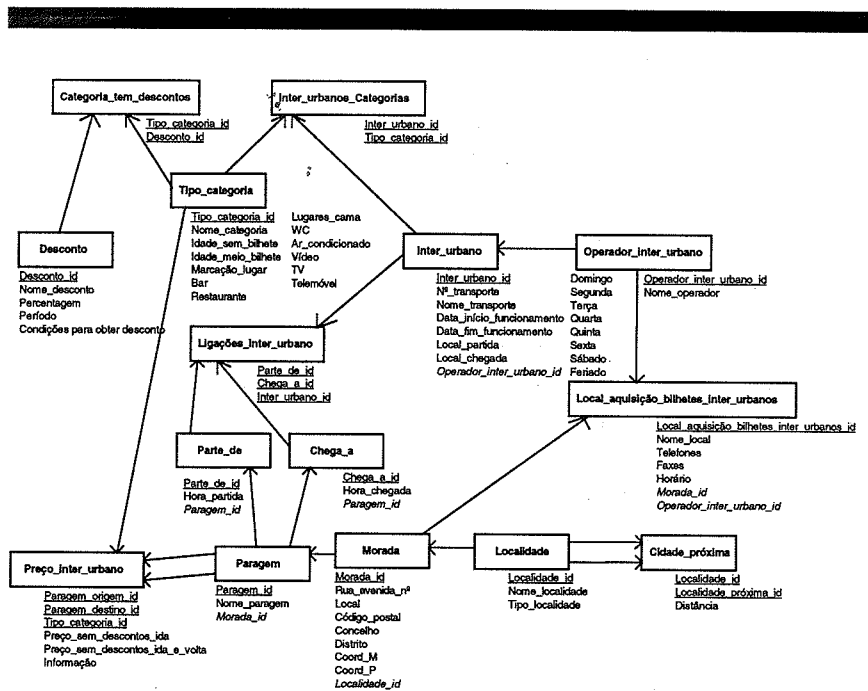 Categoria_tem_descontos
Tipo_categoria_id
Desconto_id
Inter_urbanos_Categorias
Inter_urbano_id
Tipo_categoria_id
Tipo_categoria
Tipo_categoria_id
Nome_categoria
Idade_sem_bilhete
Idade_meio_bilhete
Marcação_lugar
Bar
Restaurante
Lugares_cama
WC
Ar_condicionado
Vídeo
TV
Telemóvel
Desconto
Desconto_id
Nome_desconto
Percentagem
Período
Condições para obter desconto
Inter_urbano
Inter_urbano_id
Nº_transporte
Nome_transporte
Data_início_funcionamento
Data_fim_funcionamento
Local_partida
Local_chegada
Operador_inter_urbano_id
Domingo
Segunda
Terça
Quarta
Quinta
Sexta
Sábado
Feriado
Operador_inter_urbano
Operador_inter_urbano_id
Nome_operador
Ligações_inter_urbano
Parte_de_id
Chega_a_id
Inter_urbano_id
Local_aquisição_bilhetes_inter_urbanos
Local_aquisição_bilhetes_inter_urbanos_id
Nome_local
Telefones
Faxes
Horário
Morada_id
Operador_inter_urbano_id
Parte_de
Parte_de_id
Hora_partida
Paragem_id
Chega_a
Chega_a_id
Hora_chegada
Paragem_id
Preço_inter_urbano
Paragem_origem_id
Paragem_destino_id
Tipo_categoria_id
Preço_sem_descontos_ida
Preço_sem_descontos_ida_e_volta
Informação
Paragem
Paragem_id
Nome_paragem
Morada_id
Morada
Morada_id
Rua_avenida_nº
Local
Código_postal
Concelho
Distrito
Coord_M
Coord_P
Localidade_id
Localidade
Localidade_id
Nome_localidade
Tipo_localidade
Cidade_próxima
Localidade_id
Localidade_próxima_id
Distância